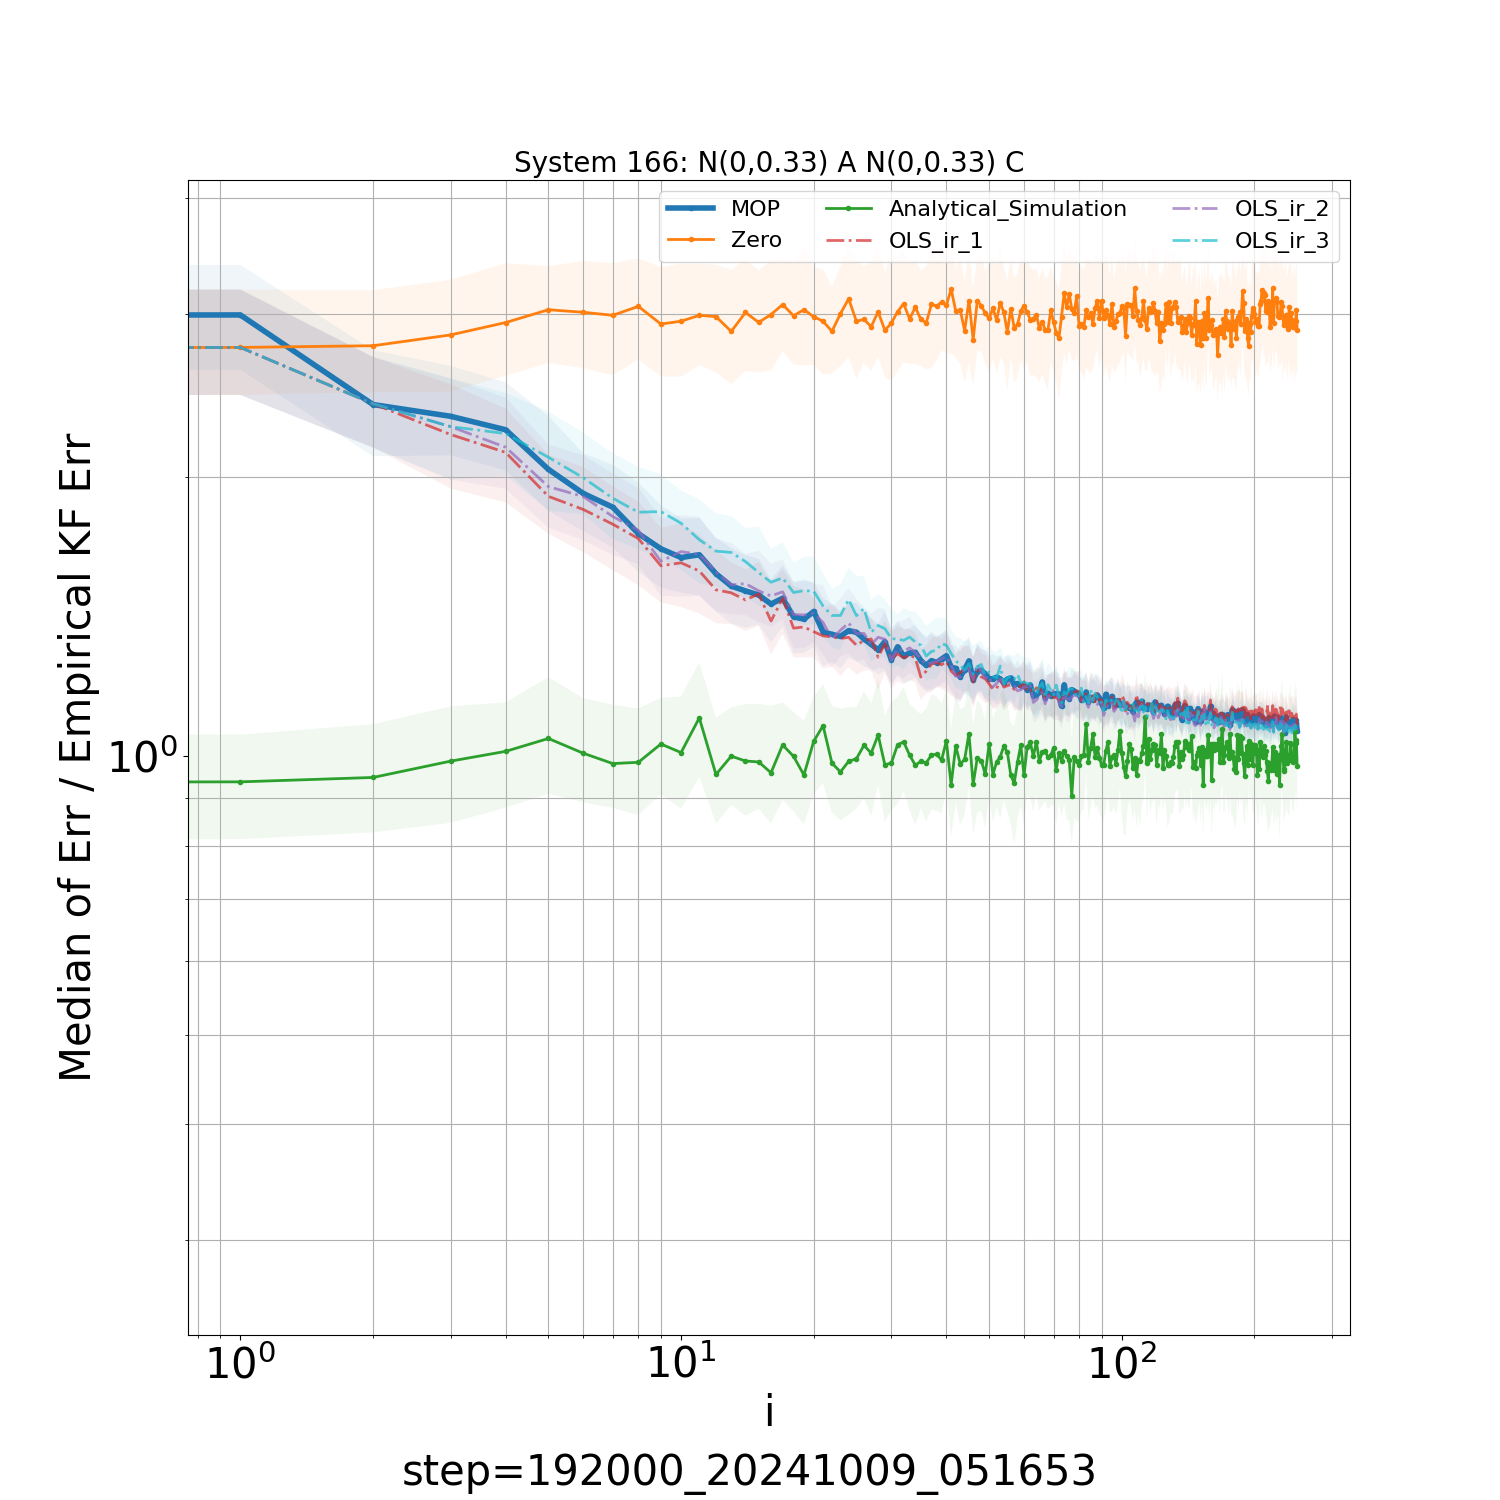 System 166: N(0,0.33) A N(0,0.33) C
MOP
Zero
Analytical_Simulation
OLS_ir_1
OLS_ir_2
OLS_ir_3
Median of Err / Empirical KF Err
10⁰
10⁰ 10¹ 10²
i
step=192000_20241009_051653